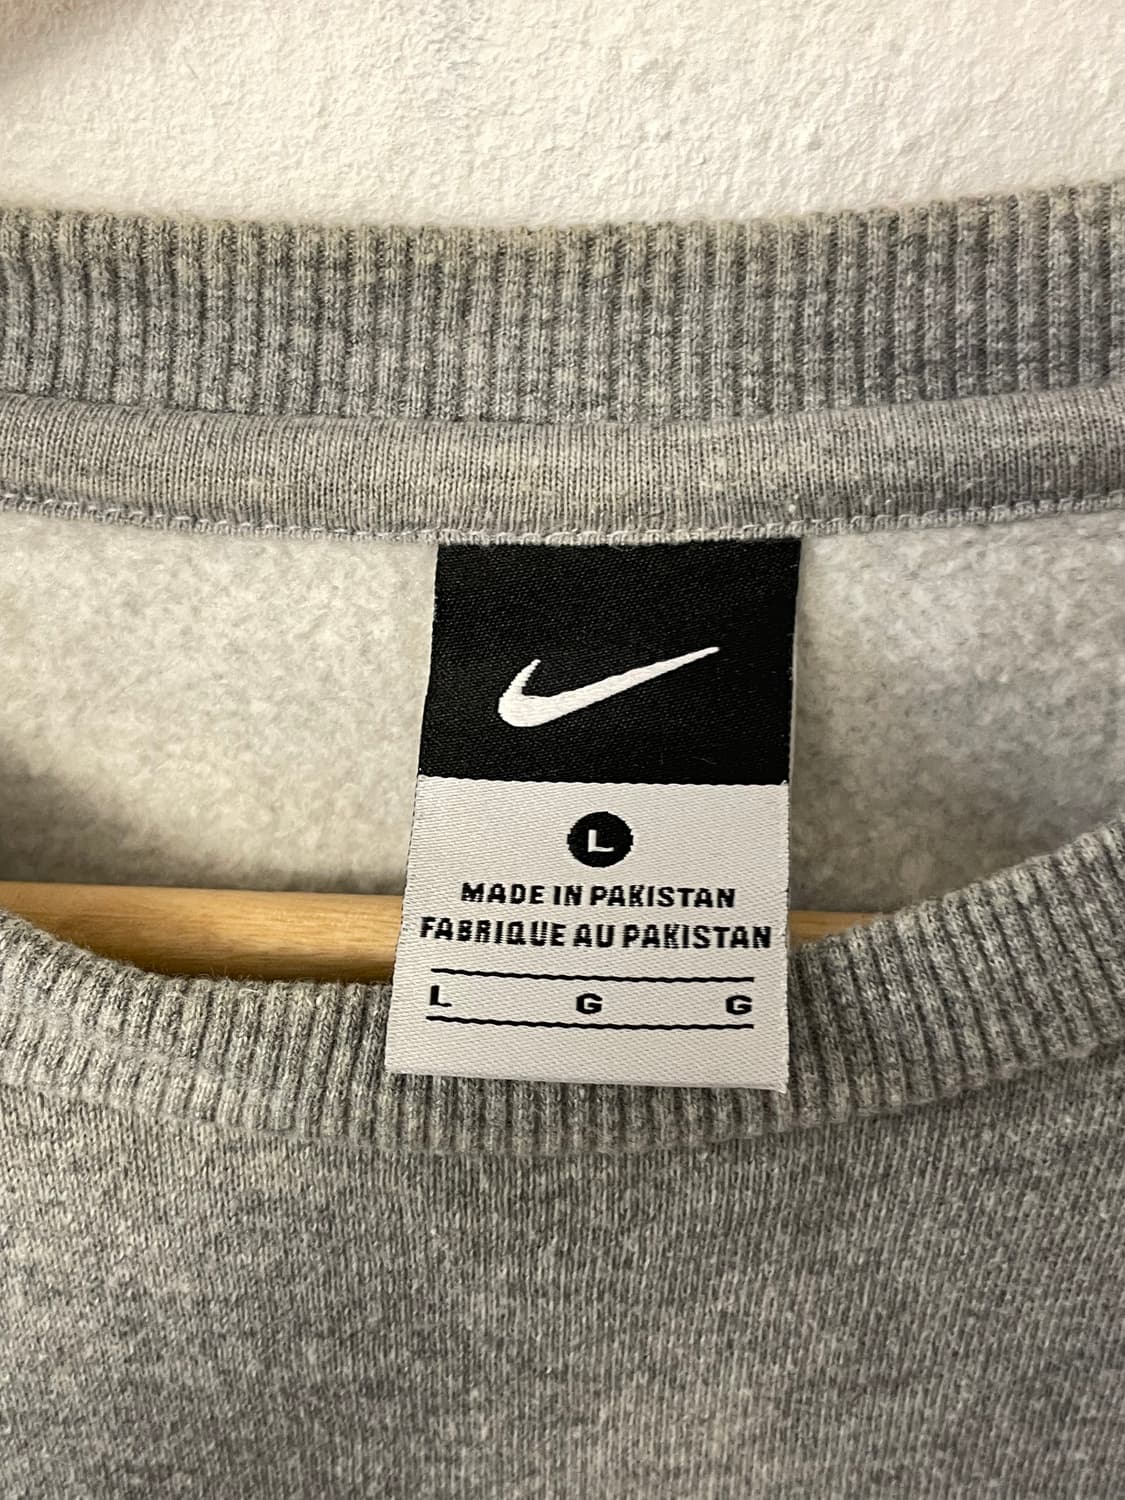 L
MADE IN PAKISTAN
FABRIQUE AU PAKISTAN
L G G